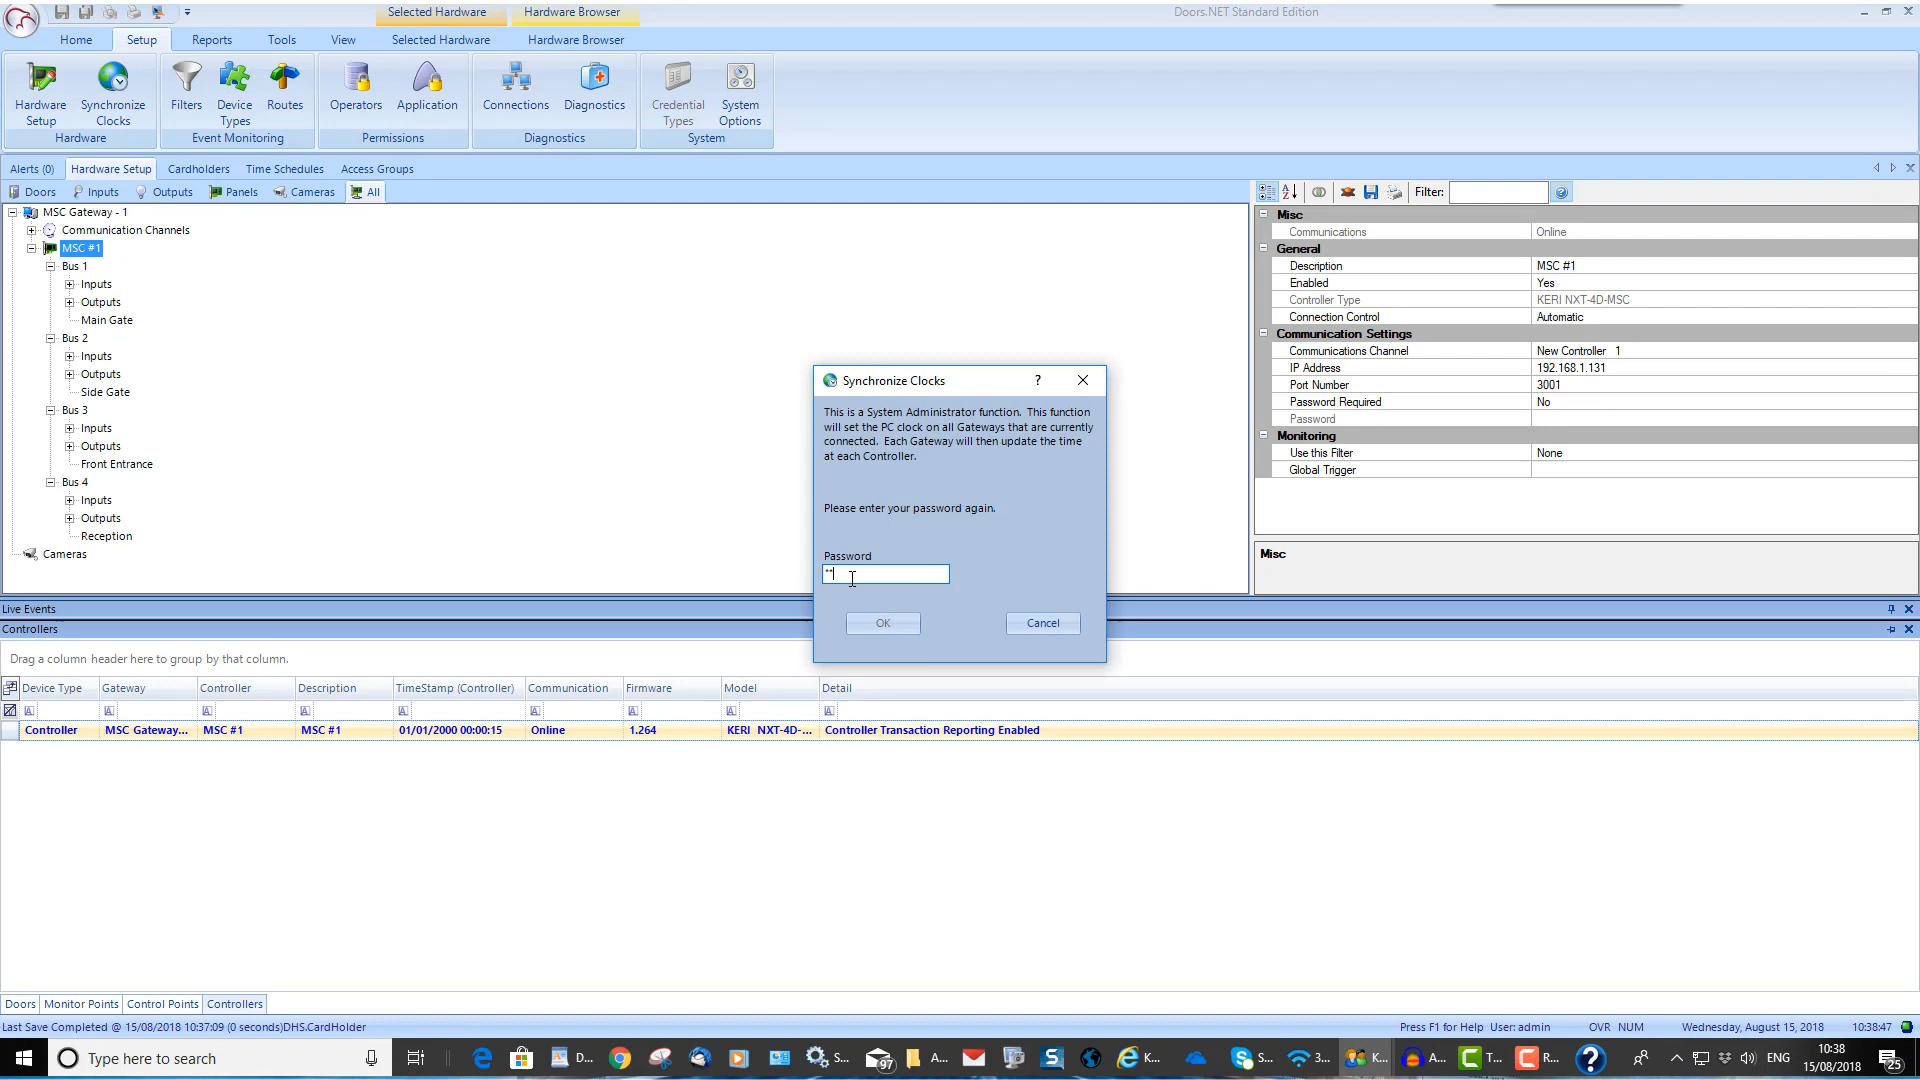 Selected Hardware
Hardware Browser
Doors.NET Standard Edition
Home
Setup
Reports
Tools
View
Selected Hardware
Hardware Browser
Hardware Setup
Synchronize Clocks
Filters
Device Types
Routes
Operators
Application
Connections
Diagnostics
Credential Types
System Options
Hardware
Event Monitoring
Permissions
Diagnostics
System
Alerts (0)
Hardware Setup
Cardholders
Time Schedules
Access Groups
Doors
Inputs
Outputs
Panels
Cameras
All
MSC Gateway - 1
Communication Channels
MSC #1
Bus 1
Inputs
Outputs
Main Gate
Bus 2
Inputs
Outputs
Side Gate
Bus 3
Inputs
Outputs
Front Entrance
Bus 4
Inputs
Outputs
Reception
Cameras
Filter:
Misc
Communications Online
General
Description MSC #1
Enabled Yes
Controller Type KERI NXT-4D-MSC
Connection Control Automatic
Communication Settings
Communications Channel New Controller 1
IP Address 192.168.1.131
Port Number 3001
Password Required No
Password
Monitoring
Use this Filter None
Global Trigger
Misc
Synchronize Clocks
?
This is a System Administrator function. This function
will set the PC clock on all Gateways that are currently
connected. Each Gateway will then update the time
at each Controller.
Please enter your password again.
Password
**
OK
Cancel
Live Events
Controllers
Drag a column header here to group by that column.
Device Type Gateway Controller Description TimeStamp (Controller) Communication Firmware Model Detail
Controller MSC Gateway... MSC #1 MSC #1 01/01/2000 00:00:15 Online 1.264 KERI NXT-4D-... Controller Transaction Reporting Enabled
Doors
Monitor Points
Control Points
Controllers
Last Save Completed @ 15/08/2018 10:37:09 (0 seconds)DHS.CardHolder
Press F1 for Help User: admin
OVR NUM
Wednesday, August 15, 2018
10:38:47
Type here to search
D...
S...
97
A...
K...
S...
3...
K...
A...
T...
R...
ENG
10:38
15/08/2018
25